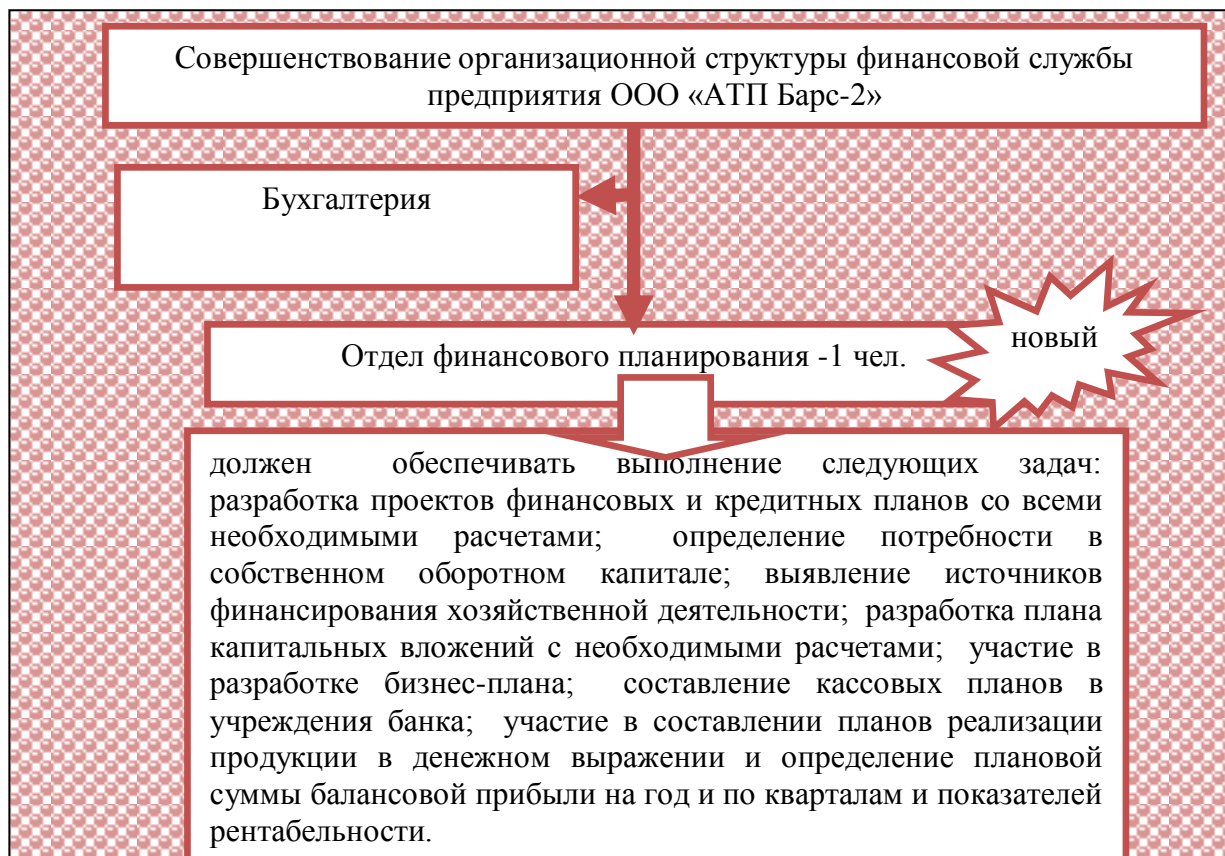 Совершенствование организационной структуры финансовой службы
предприятия ООО «АТП Барс-2»
Бухгалтерия
новый
Отдел финансового планирования -1 чел.
должен обеспечивать выполнение следующих задач:
разработка проектов финансовых и кредитных планов со всеми
необходимыми расчетами; определение потребности в
собственном оборотном капитале; выявление источников
финансирования хозяйственной деятельности; разработка плана
капитальных вложений с необходимыми расчетами; участие в
разработке бизнес-плана; составление кассовых планов в
учреждения банка; участие в составлении планов реализации
продукции в денежном выражении и определение плановой
суммы балансовой прибыли на год и по кварталам и показателей
рентабельности.